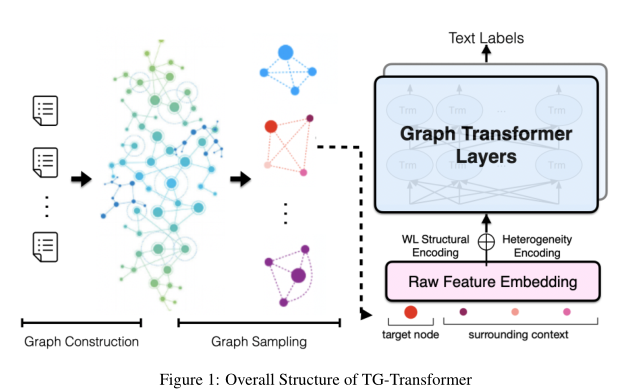 Text Labels
Trm Trm ... Trm
Graph Transformer
Layers
Trm Trm Trm
WL Structural
Encoding
Heterogeneity
Encoding
Raw Feature Embedding
target node
surrounding context
Graph Construction
Graph Sampling
Figure 1: Overall Structure of TG-Transformer